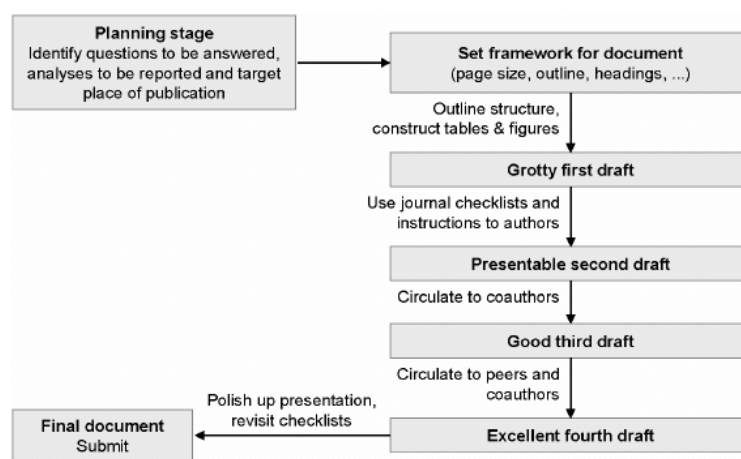 Planning stage
Identify questions to be answered,
analyses to be reported and target
place of publication
Set framework for document
(page size, outline, headings, ...)
Outline structure,
construct tables & figures
Grotty first draft
Use journal checklists and
instructions to authors
Presentable second draft
Circulate to coauthors
Good third draft
Circulate to peers and
coauthors
Excellent fourth draft
Polish up presentation,
revisit checklists
Final document
Submit